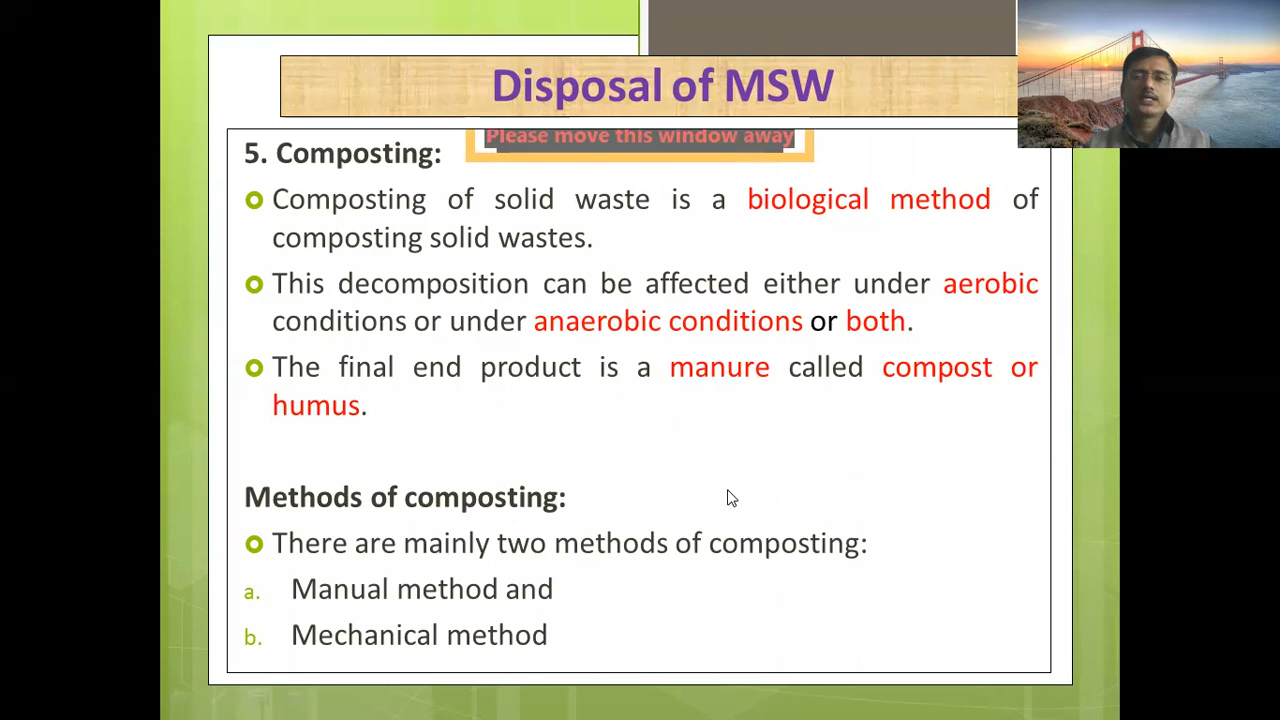 Disposal of MSW
Please move this window away
5. Composting:
Composting of solid waste is a biological method of
composting solid wastes.
This decomposition can be affected either under aerobic
conditions or under anaerobic conditions or both.
The final end product is a manure called compost or
humus.
Methods of composting:
There are mainly two methods of composting:
a. Manual method and
b. Mechanical method